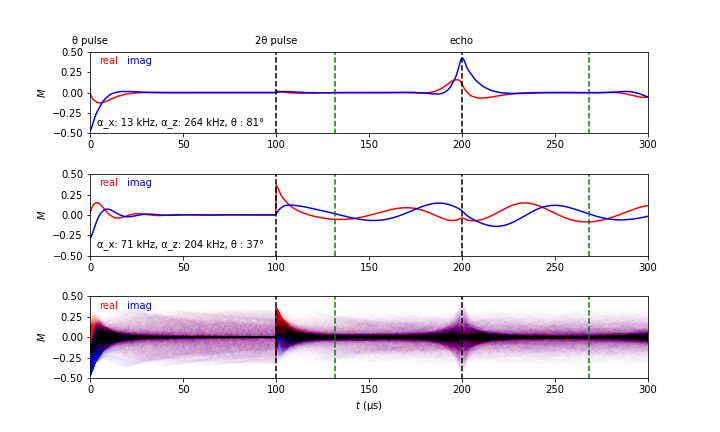 θ pulse 2θ pulse echo
0.50
0.25
0.00
−0.25
−0.50
M
real imag
α_x: 13 kHz, α_z: 264 kHz, θ : 81°
0 50 100 150 200 250 300
0.50
0.25
0.00
−0.25
−0.50
M
real imag
α_x: 71 kHz, α_z: 204 kHz, θ : 37°
0 50 100 150 200 250 300
0.50
0.25
0.00
−0.25
−0.50
M
real imag
0 50 100 150 200 250 300
t (µs)